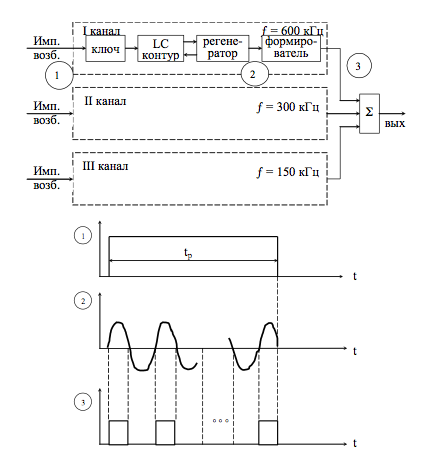 I канал
f = 600 кГц
Имп.
возб.
ключ
LC
контур
регене-
ратор
формиро-
ватель
1
2
3
II канал
Имп.
возб.
f = 300 кГц
Σ
вых
III канал
Имп.
возб.
f = 150 кГц
1
tp
t
2
t
3
t